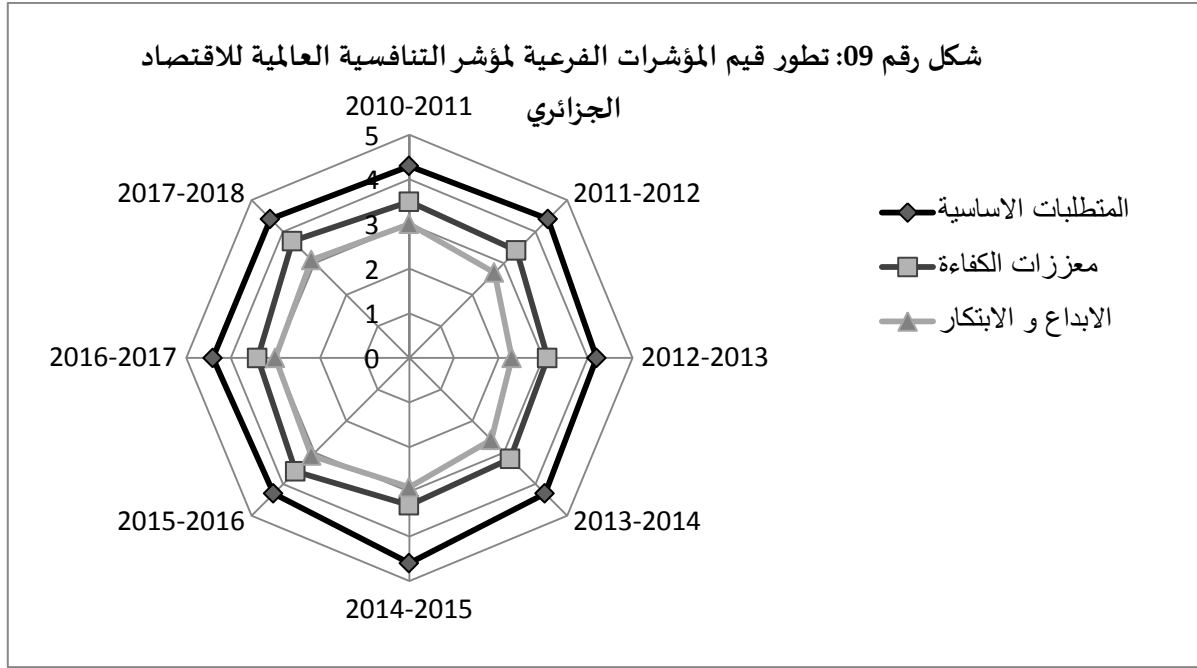 شكل رقم 09: تطور قيم المؤشرات الفرعية لمؤشر التنافسية العالمية للاقتصاد
الجزائري
2010-2011
2011-2012
2012-2013
2013-2014
2014-2015
2015-2016
2016-2017
2017-2018
5
4
3
2
1
0
المتطلبات الاساسية
معززات الكفاءة
الابداع و الابتكار